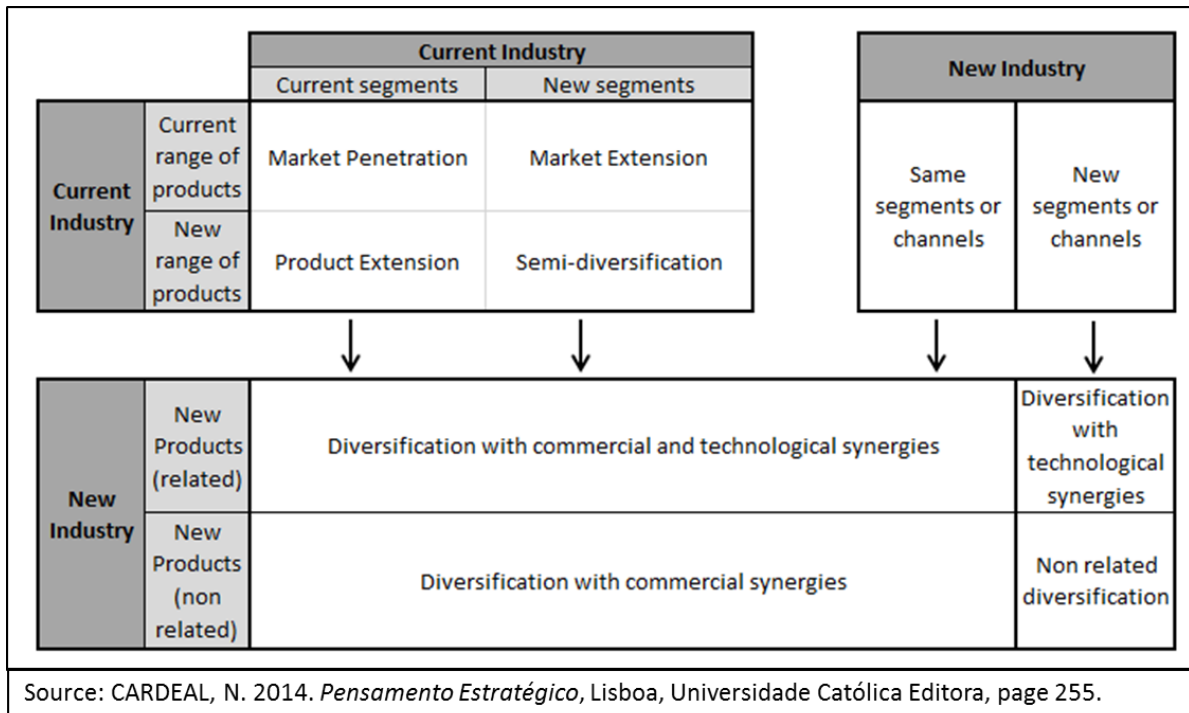 Current Industry
Current segments
New segments
New Industry
Current
Industry
Current
range of
products
Market Penetration
Market Extension
New
range of
products
Product Extension
Semi-diversification
Same
segments or
channels
New
segments or
channels
New
Industry
New
Products
(related)
Diversification with commercial and technological synergies
Diversification
with
technological
synergies
New
Products
(non
related)
Diversification with commercial synergies
Non related
diversification
Source: CARDEAL, N. 2014. Pensamento Estratégico, Lisboa, Universidade Católica Editora, page 255.